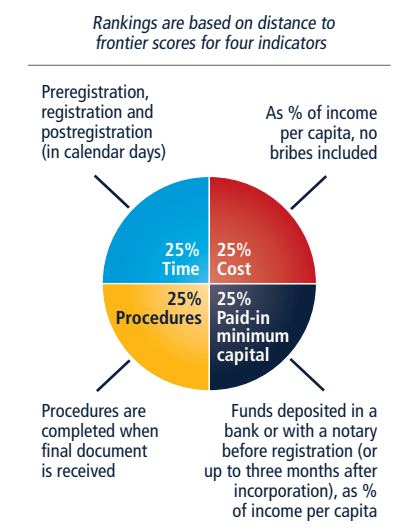 Rankings are based on distance to
frontier scores for four indicators
Preregistration,
registration and
postregistration
(in calendar days)
As % of income
per capita, no
bribes included
25%
Time
25%
Cost
25%
Procedures
25%
Paid-in
minimum
capital
Procedures are
completed when
final document
is received
Funds deposited in a
bank or with a notary
before registration (or
up to three months after
incorporation), as %
of income per capita